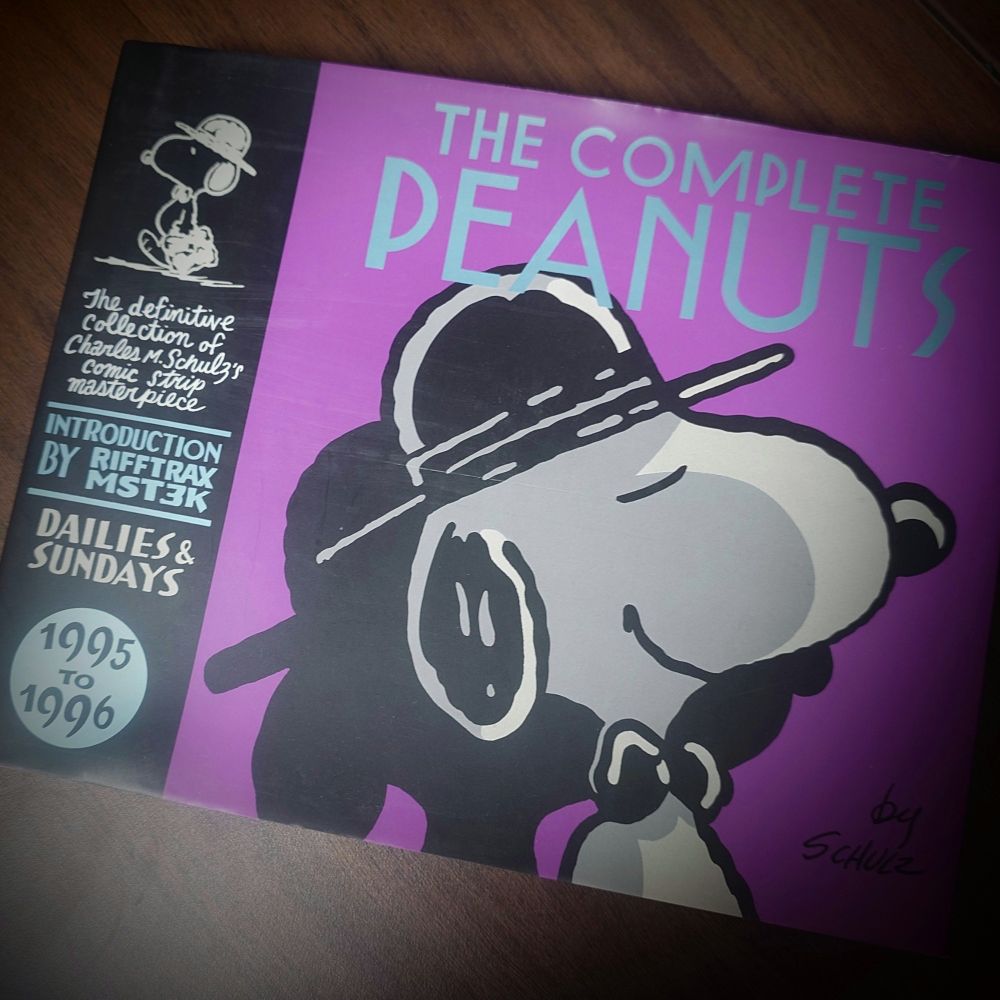 THE COMPLETE
PEANUTS
The definitive
collection of
Charles M. Schulz's
comic strip
masterpiece
INTRODUCTION
BY RIFFTRAX
MST3K
DAILIES &
SUNDAYS
1995
TO
1996
by
SCHULZ